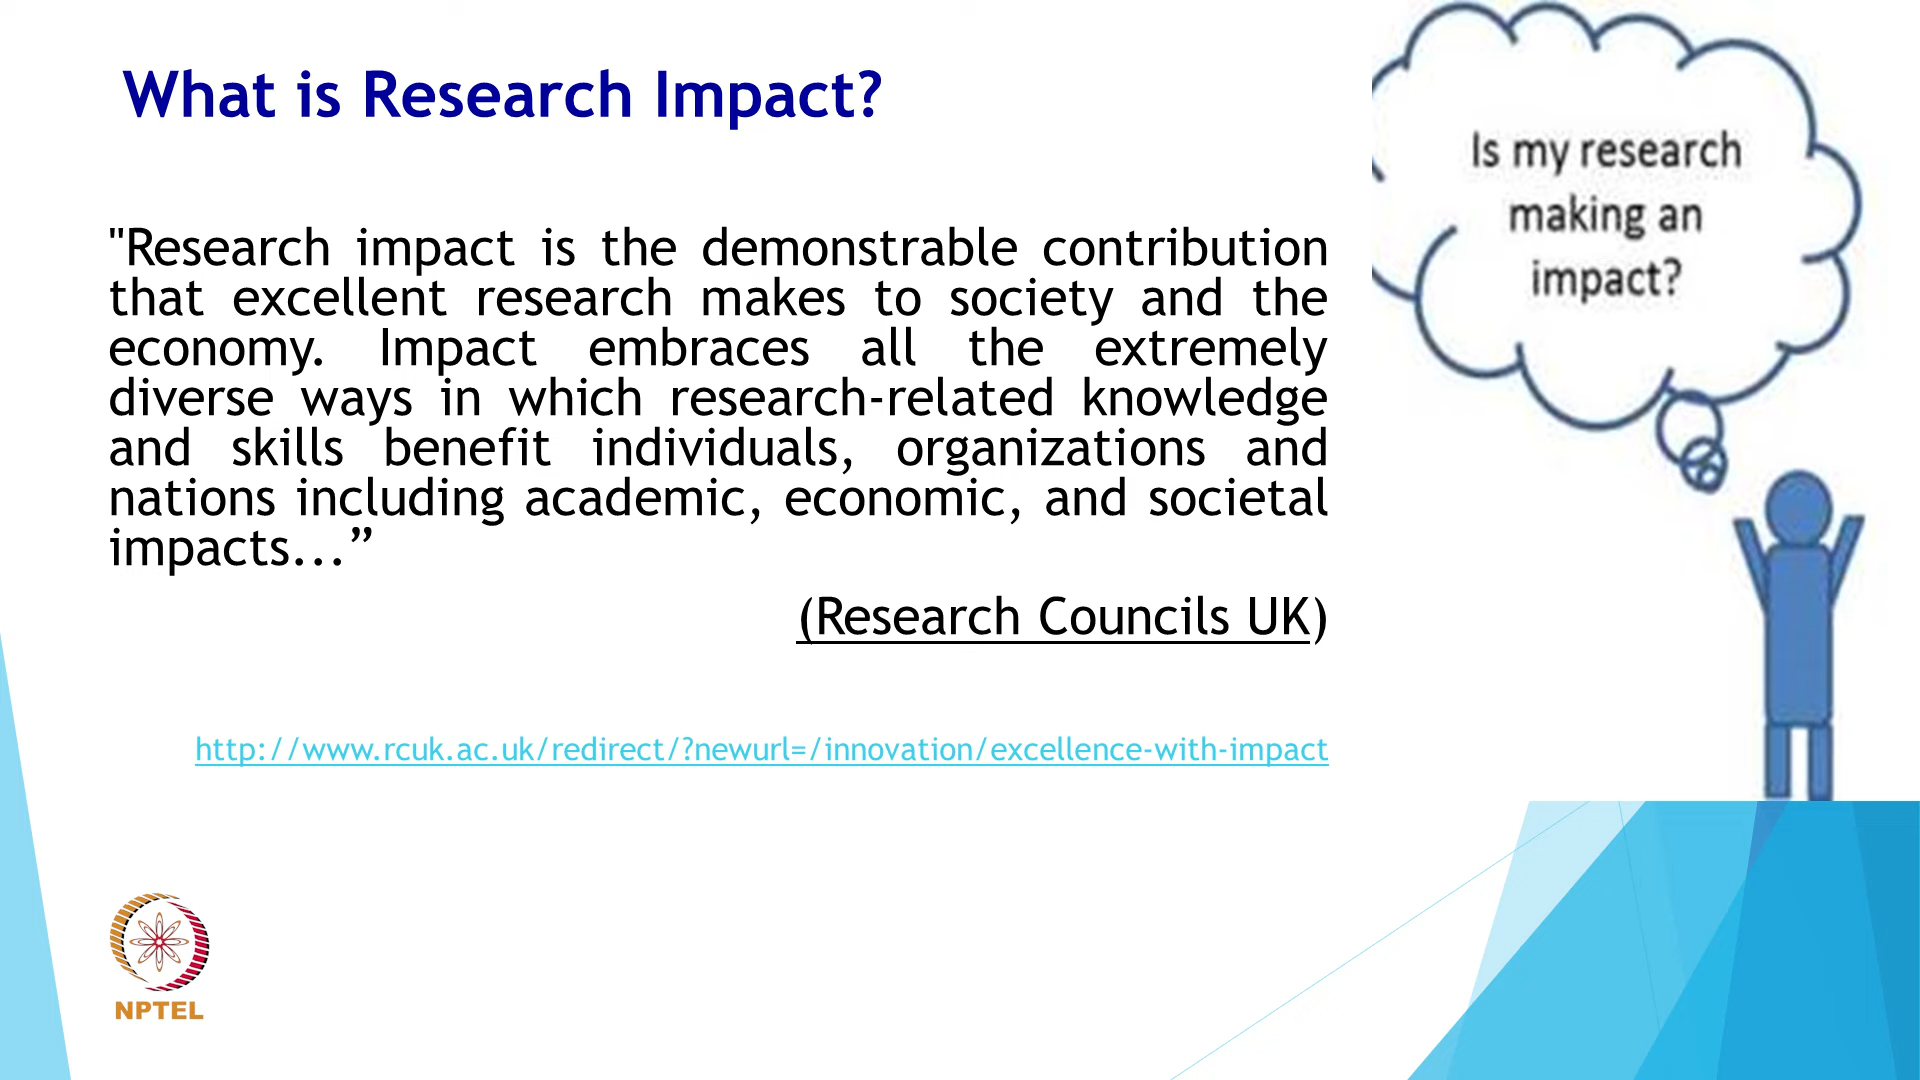 What is Research Impact?
Is my research
making an
impact?
"Research impact is the demonstrable contribution
that excellent research makes to society and the
economy. Impact embraces all the extremely
diverse ways in which research-related knowledge
and skills benefit individuals, organizations and
nations including academic, economic, and societal
impacts...”
(Research Councils UK)
http://www.rcuk.ac.uk/redirect/?newurl=/innovation/excellence-with-impact
NPTEL